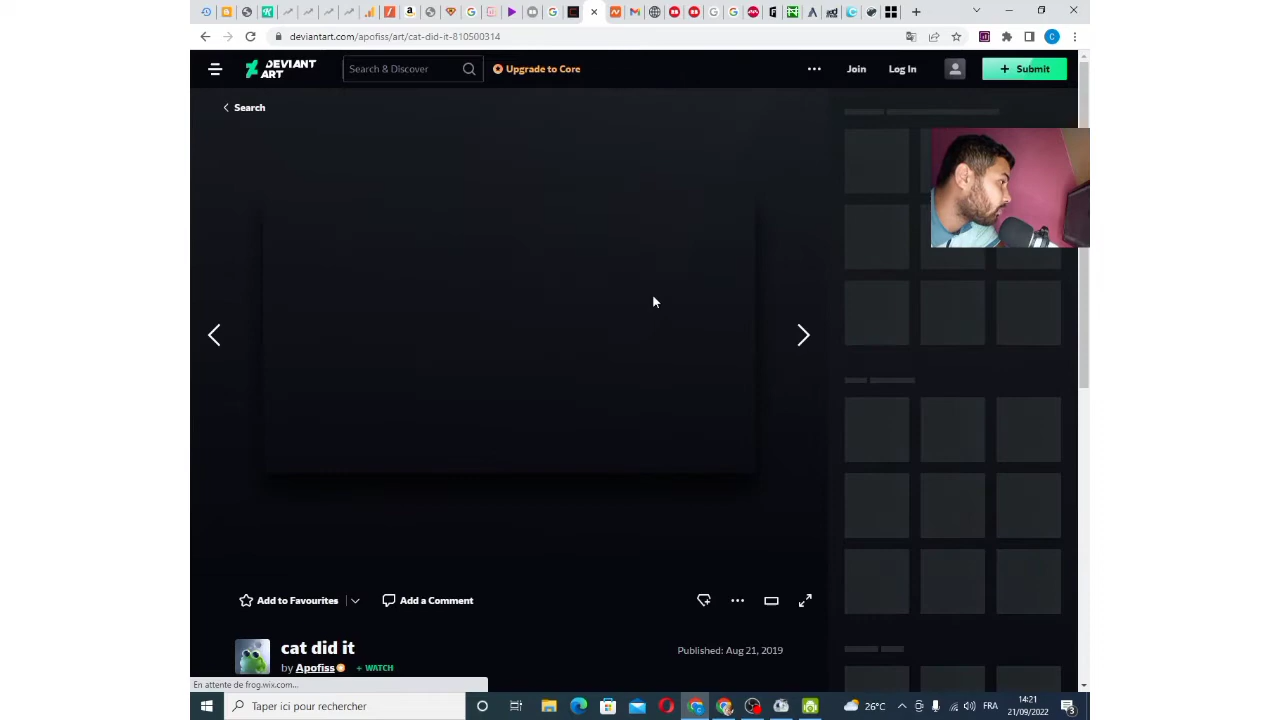 deviantart.com/apofiss/art/cat-did-it-810500314
DEVIANT ART
Search & Discover
Upgrade to Core
Join
Log In
Submit
Search
Add to Favourites
Add a Comment
cat did it
Published: Aug 21, 2019
by Apofiss
+ WATCH
En attente de frog.wix.com...
Taper ici pour rechercher
26°C
FRA
14:21
21/09/2022
3